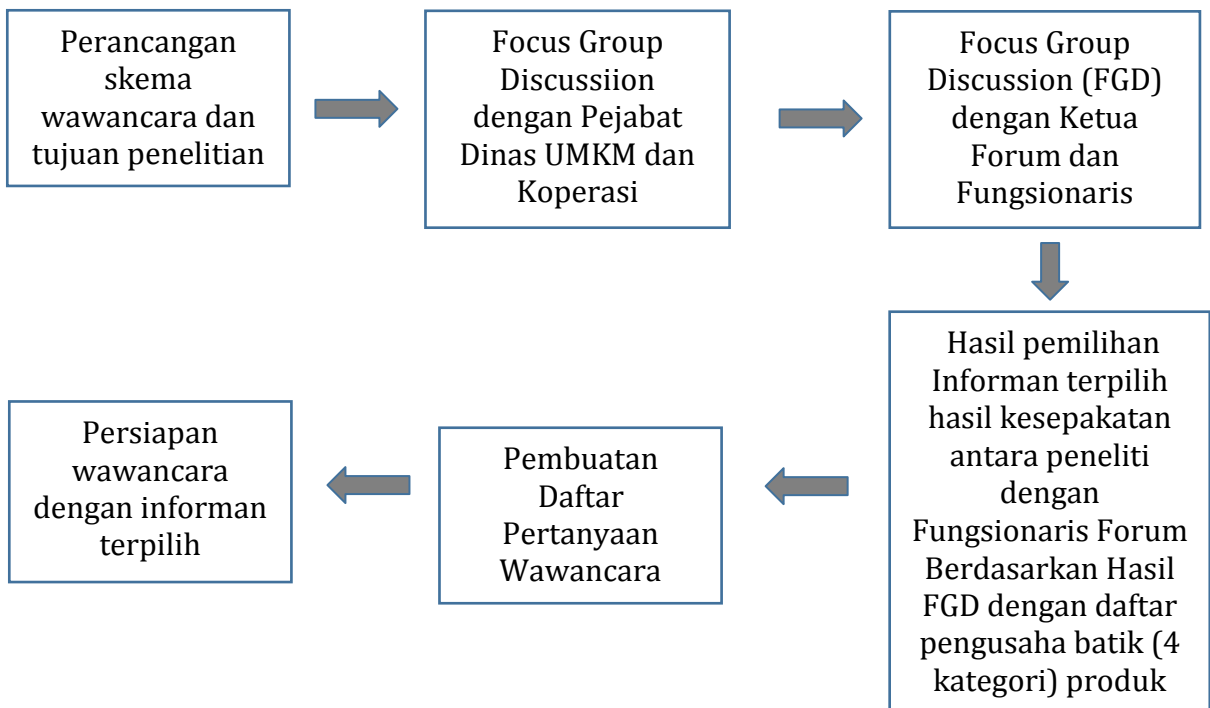 Perancangan
skema
wawancara dan
tujuan penelitian
Focus Group
Discussiion
dengan Pejabat
Dinas UMKM dan
Koperasi
Focus Group
Discussion (FGD)
dengan Ketua
Forum dan
Fungsionaris
Hasil pemilihan
Informan terpilih
hasil kesepakatan
antara peneliti
dengan
Fungsionaris Forum
Berdasarkan Hasil
FGD dengan daftar
pengusaha batik (4
kategori) produk
Pembuatan
Daftar
Pertanyaan
Wawancara
Persiapan
wawancara
dengan informan
terpilih